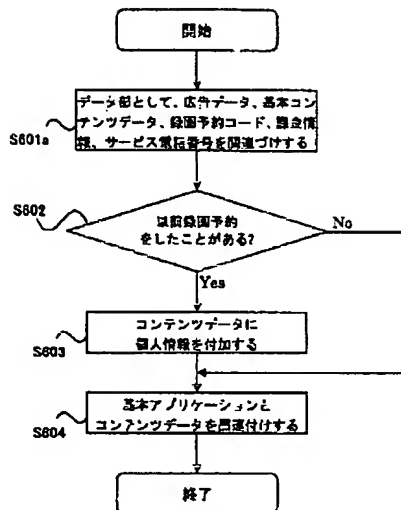 開始
データ部として、広告データ、基本コン
テンツデータ、録画予約コード、課金情
報、サービス電話番号を関連づけする
S601a
S602
以前録画予約
をしたことがある?
No
Yes
コンテンツデータに
個人情報を付加する
S603
基本アプリケーションと
コンテンツデータを関連付けする
S604
終了